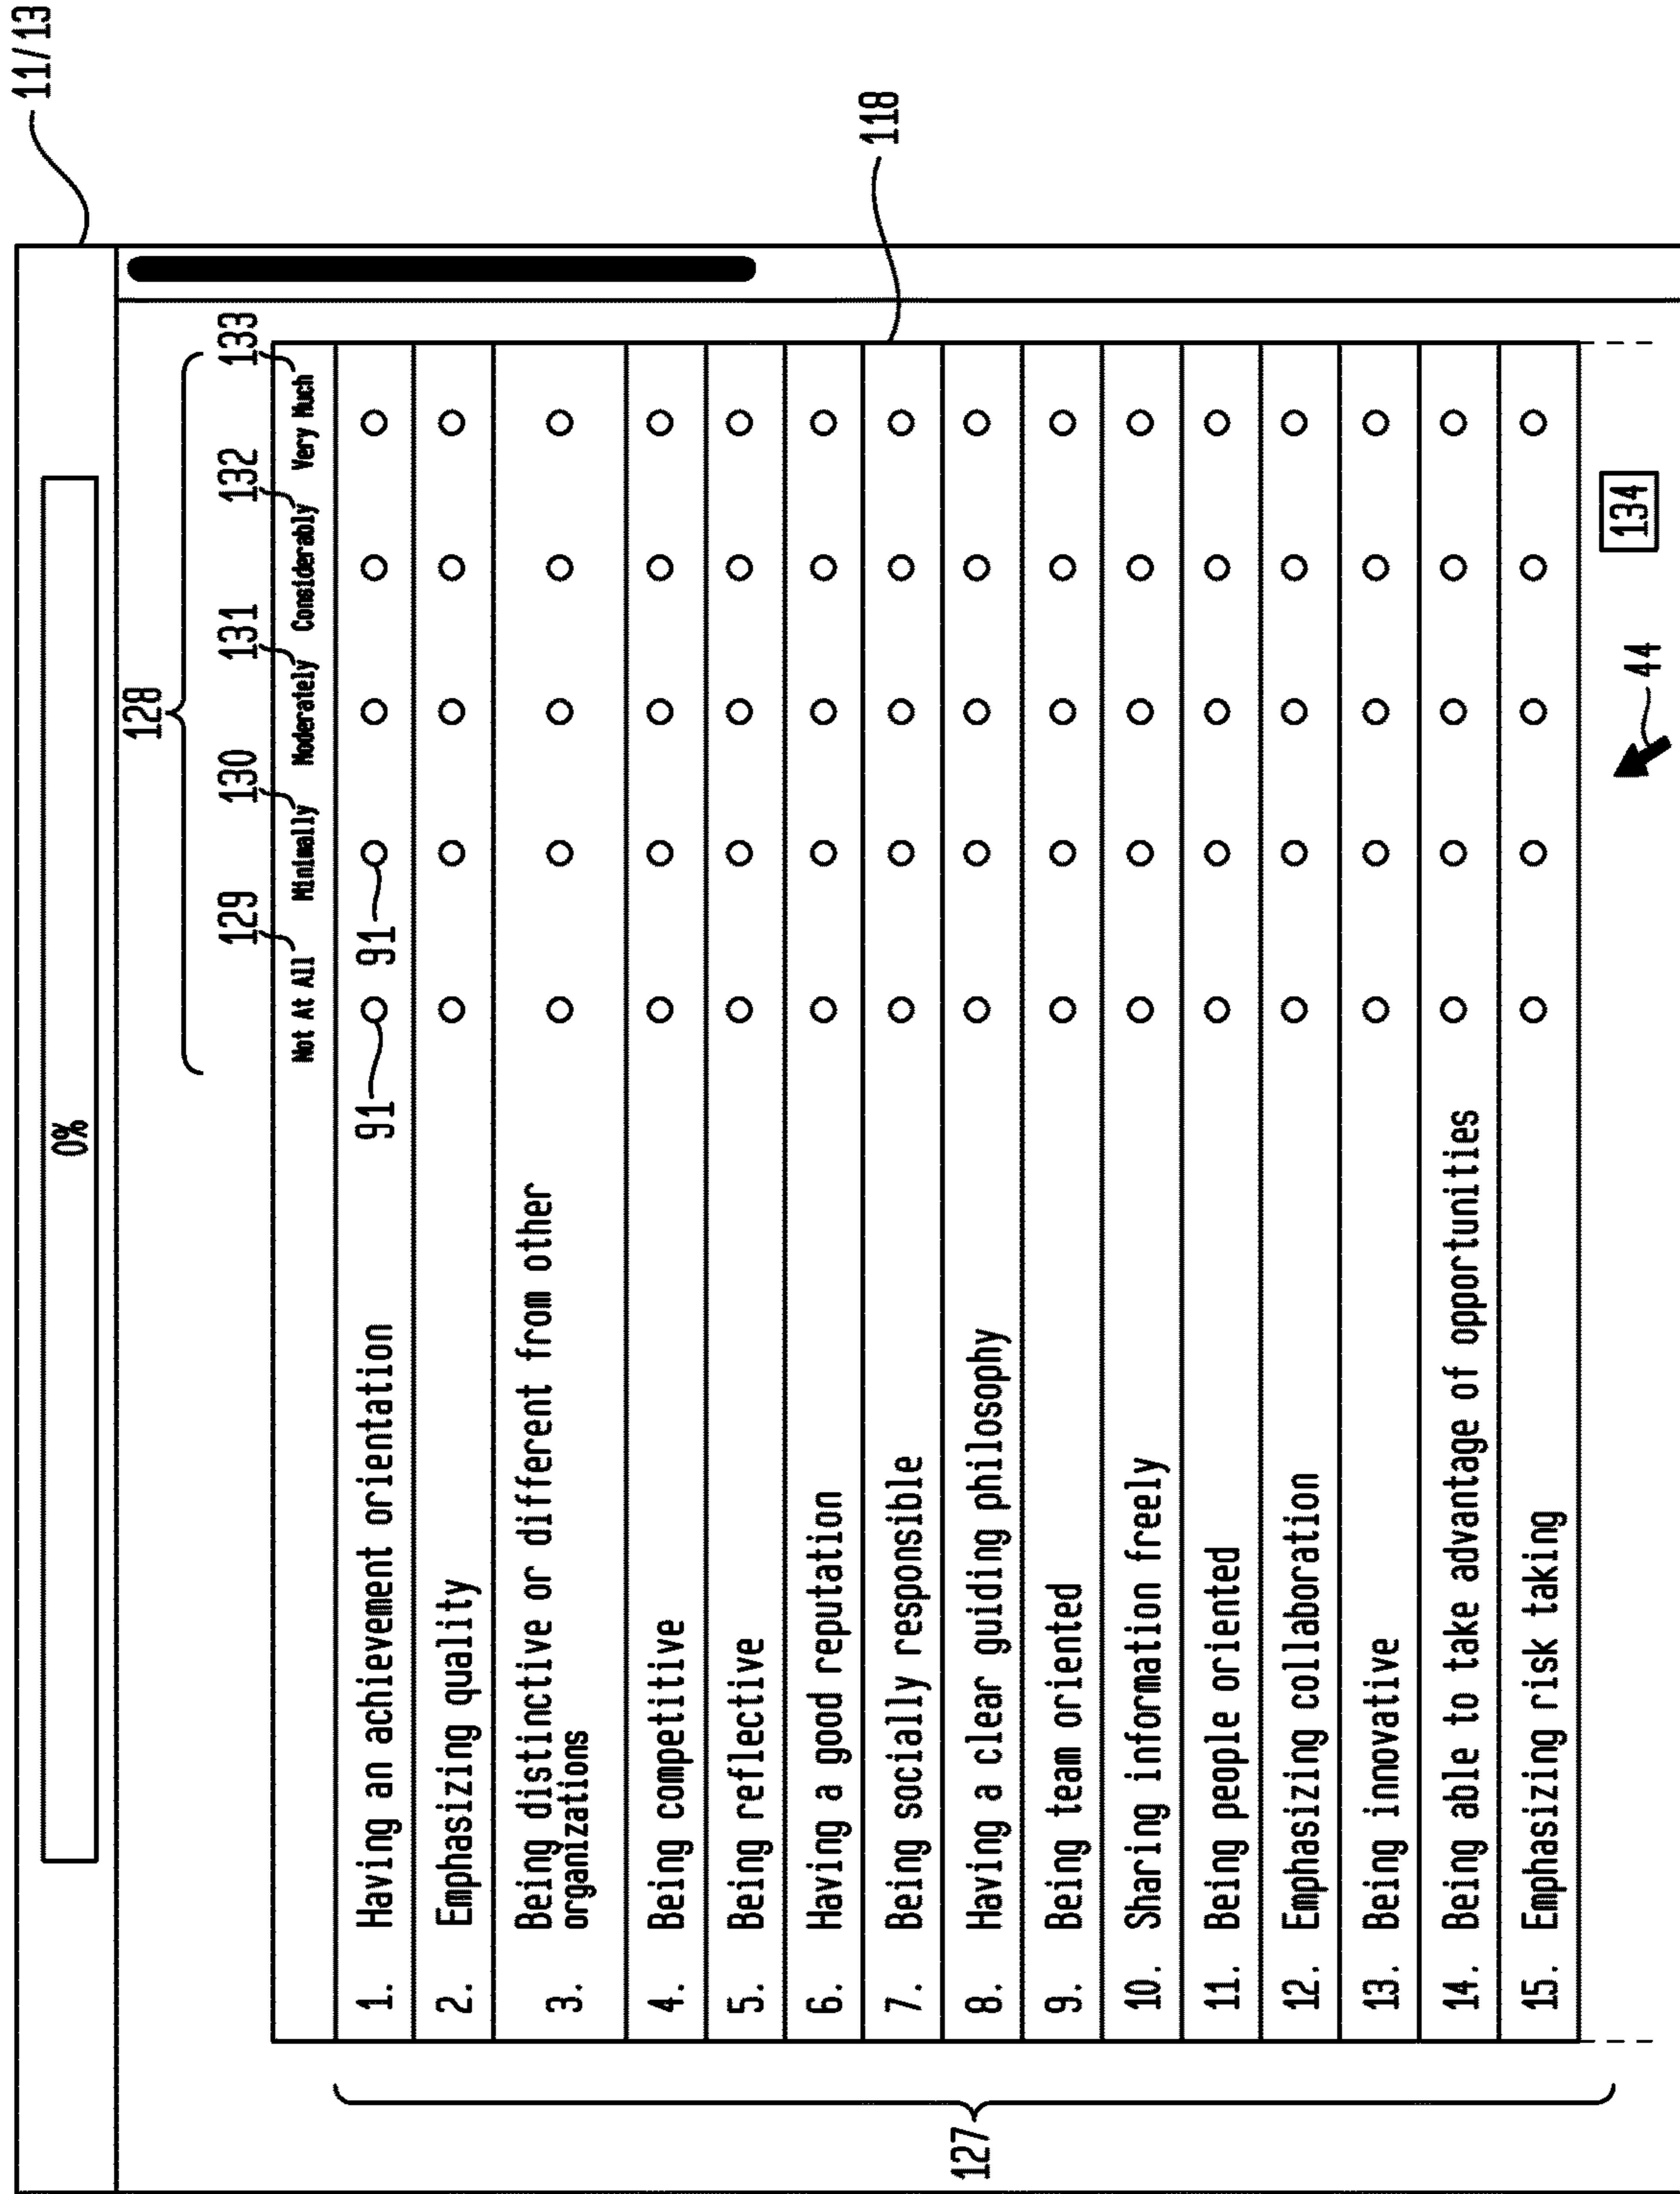 11/13
0%
128
129 130 131 132 133
Not At All Minimally Moderately Considerably Very Much
91 91
1. Having an achievement orientation
2. Emphasizing quality
3. Being distinctive or different from other
organizations
4. Being competitive
5. Being reflective
118
6. Having a good reputation
7. Being socially responsible
127
8. Having a clear guiding philosophy
9. Being team oriented
10. Sharing information freely
11. Being people oriented
12. Emphasizing collaboration
13. Being innovative
14. Being able to take advantage of opportunities
15. Emphasizing risk taking
44
134